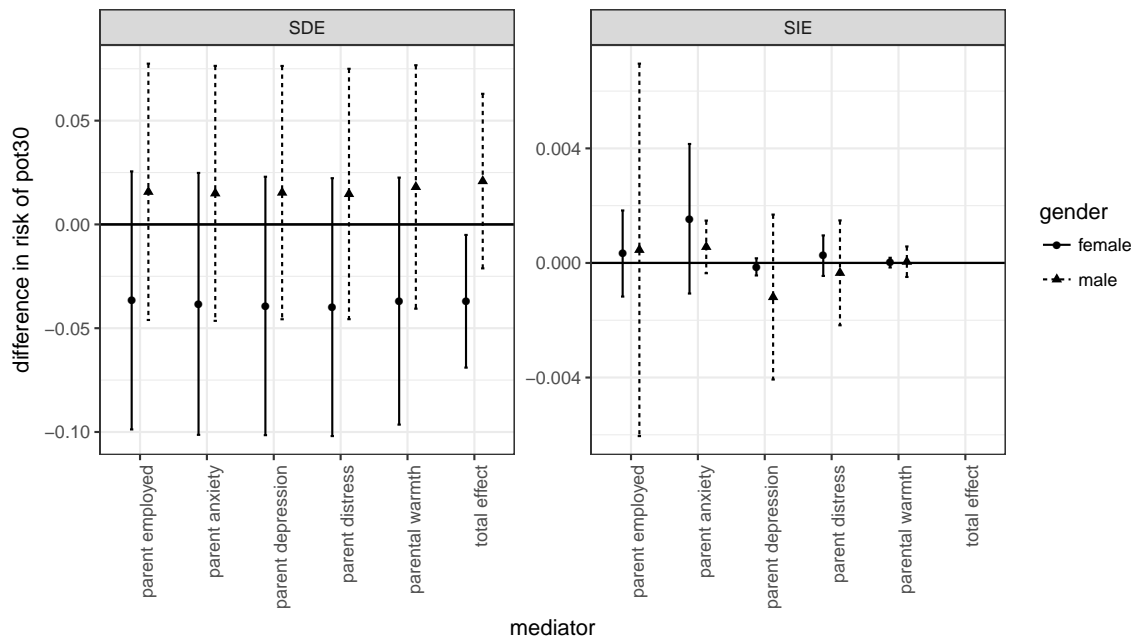 SDE
SIE
difference in risk of pot30
0.05
0.00
−0.05
−0.10
0.004
0.000
−0.004
parent employed
parent anxiety
parent depression
parent distress
parental warmth
total effect
parent employed
parent anxiety
parent depression
parent distress
parental warmth
total effect
mediator
gender
female
male